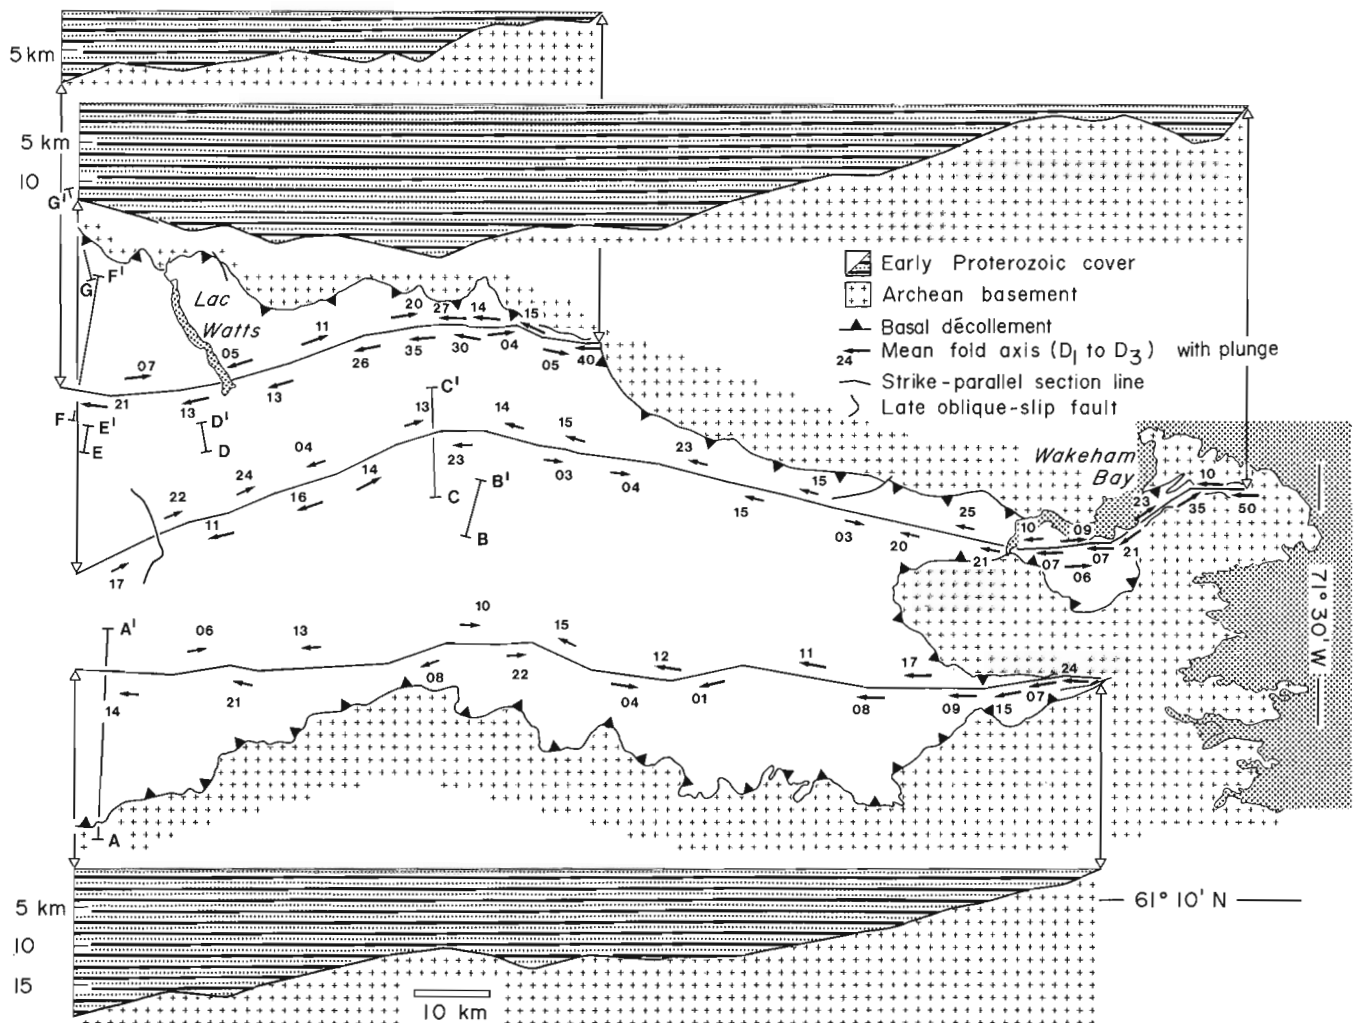 5 km
5 km
10
G'
Early Proterozoic cover
Archean basement
Basal décollement
24 Mean fold axis (D1 to D3) with plunge
Strike-parallel section line
Late oblique-slip fault
G F'
Lac
Watts
20 27 14 15
11
05 35 30 04
26 05 40
07
13
21 13
C'
F E' D'
E D
13 14 15
04 23
23
24 14 03 04
22 16 C B'
11 B
15
15
03
25
20
21
17
Wakeham
Bay
10
23
35 50
10 09
07 07 21
06
71° 30' W
A'
06 13 10 15
12 11 17 24
14 21 08 22
04 01 08 09 15 07
A
5 km
10
15
10 km
61° 10' N